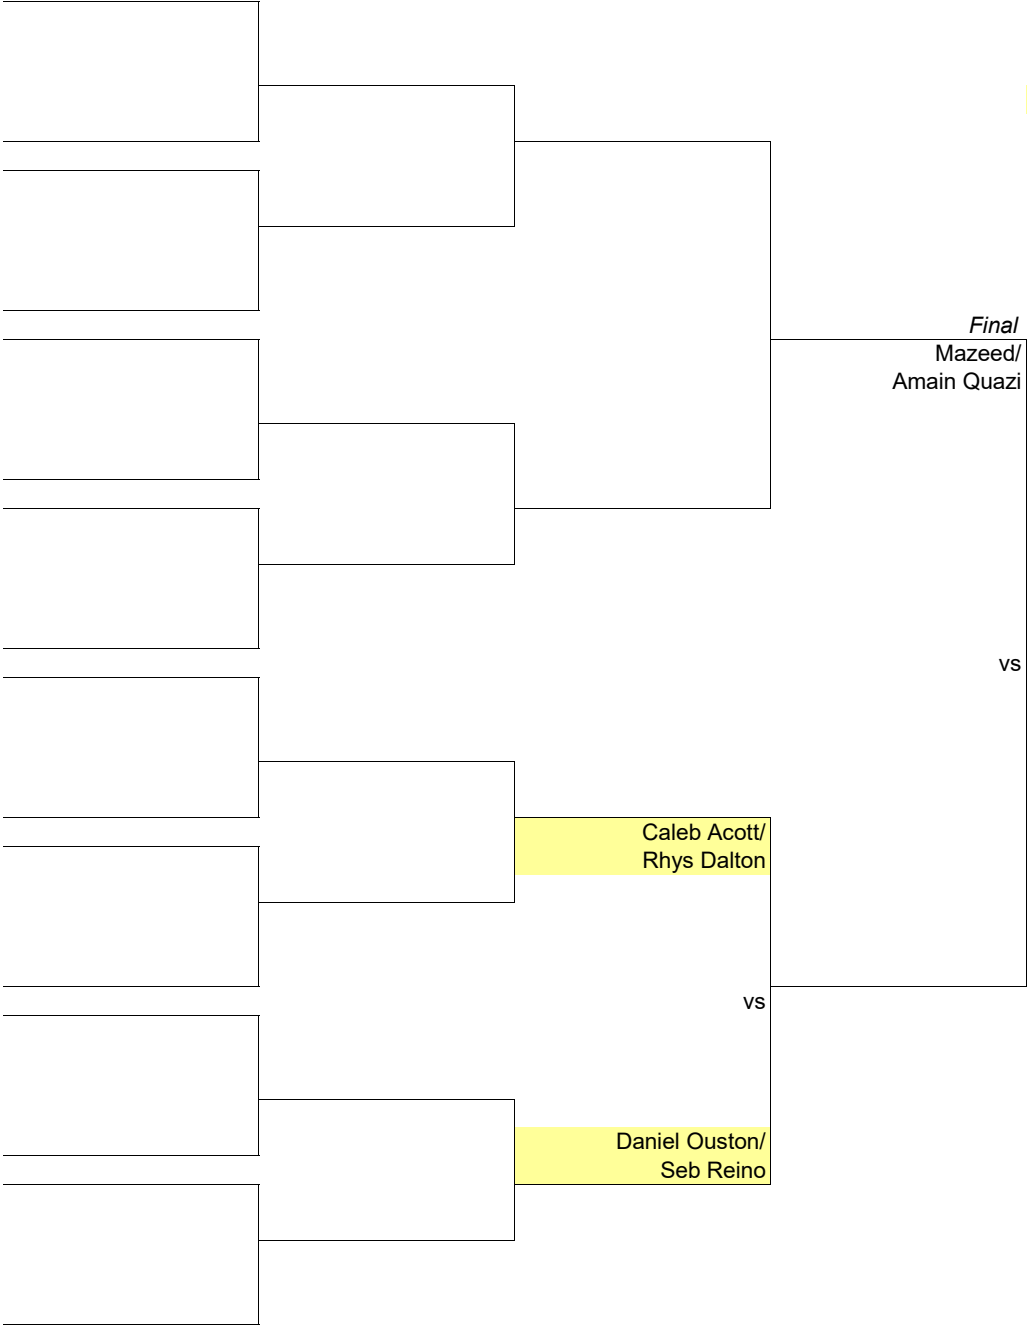 Final
Mazeed/
Amain Quazi
vs
Caleb Acott/
Rhys Dalton
vs
Daniel Ouston/
Seb Reino